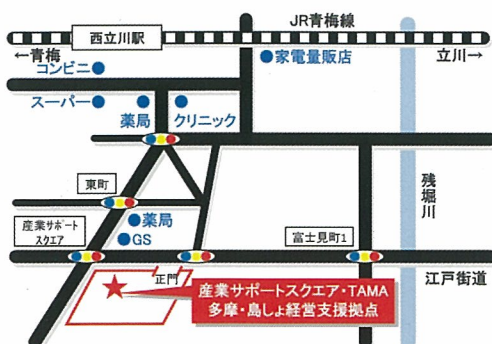 JR青梅線
西立川駅
←青梅
立川→
コンビニ
家電量販店
スーパー
薬局
クリニック
残堀川
東町
産業サポート
スクエア
薬局
GS
富士見町1
正門
江戸街道
産業サポートスクエア・TAMA
多摩・島しょ経営支援拠点